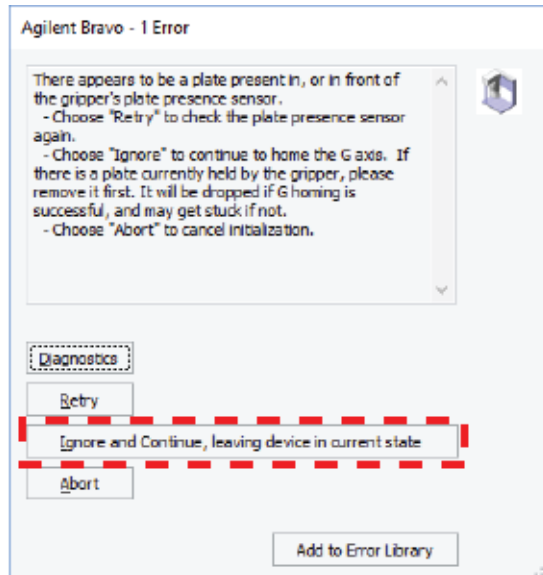 Agilent Bravo - 1 Error
There appears to be a plate present in, or in front of
the gripper's plate presence sensor.
- Choose "Retry" to check the plate presence sensor
again.
- Choose "Ignore" to continue to home the G axis. If
there is a plate currently held by the gripper, please
remove it first. It will be dropped if G homing is
successful, and may get stuck if not.
- Choose "Abort" to cancel initialization.
Diagnostics
Retry
Ignore and Continue, leaving device in current state
Abort
Add to Error Library